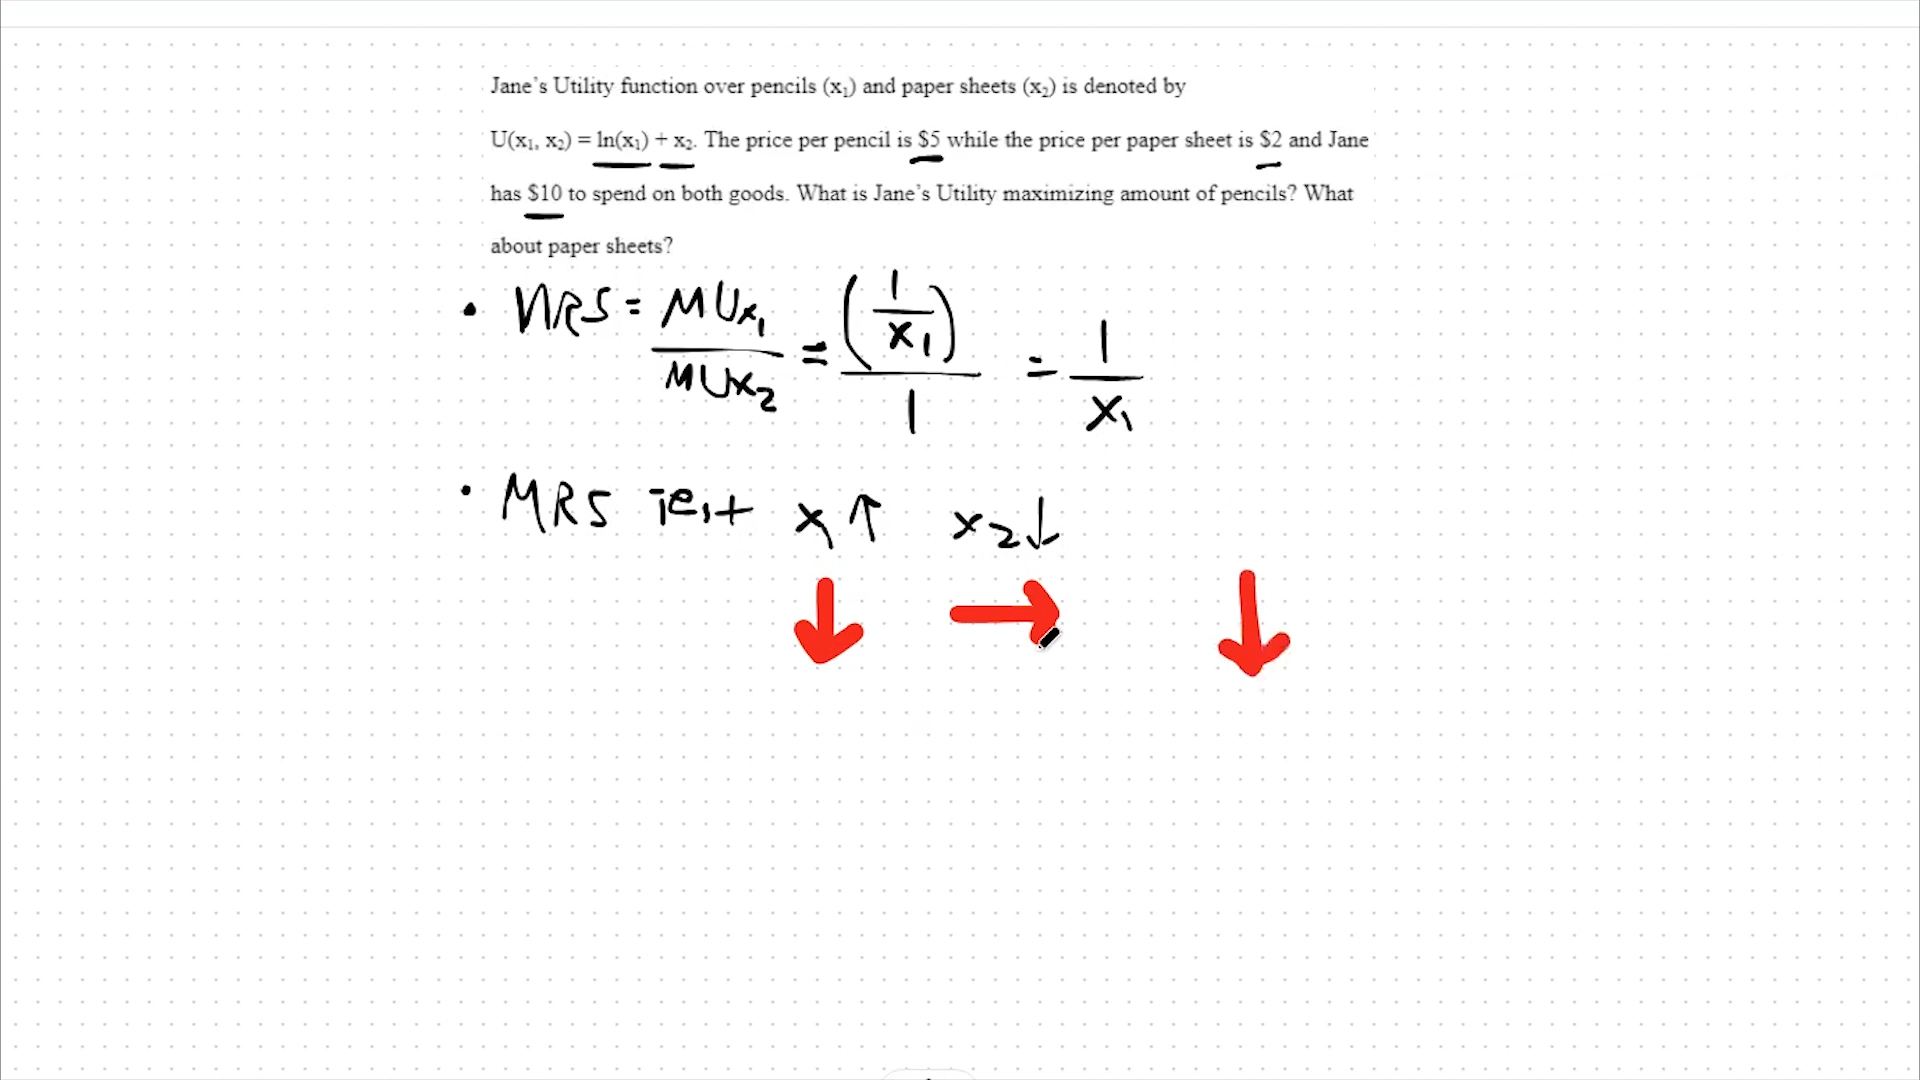 Jane's Utility function over pencils (x₁) and paper sheets (x₂) is denoted by
U(x₁, x₂) = ln(x₁) + x₂. The price per pencil is $5 while the price per paper sheet is $2 and Jane
has $10 to spend on both goods. What is Jane's Utility maximizing amount of pencils? What
about paper sheets?
• MRS = MUx₁ / MUx₂ = (1/x₁) / 1 = 1/x₁
• MRS x₁↑ x₂↓